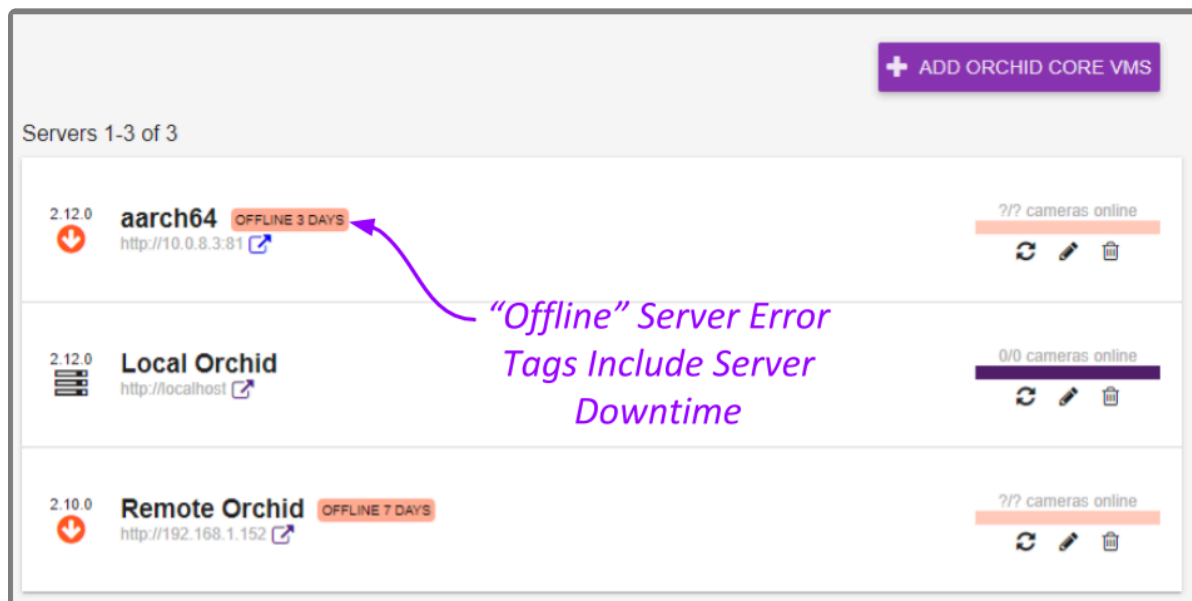 ADD ORCHID CORE VMS
Servers 1-3 of 3
2.12.0
aarch64 OFFLINE 3 DAYS
http://10.0.8.3:81
?/? cameras online
“Offline” Server Error
Tags Include Server
Downtime
2.12.0
Local Orchid
http://localhost
0/0 cameras online
2.10.0
Remote Orchid OFFLINE 7 DAYS
http://192.168.1.152
?/? cameras online